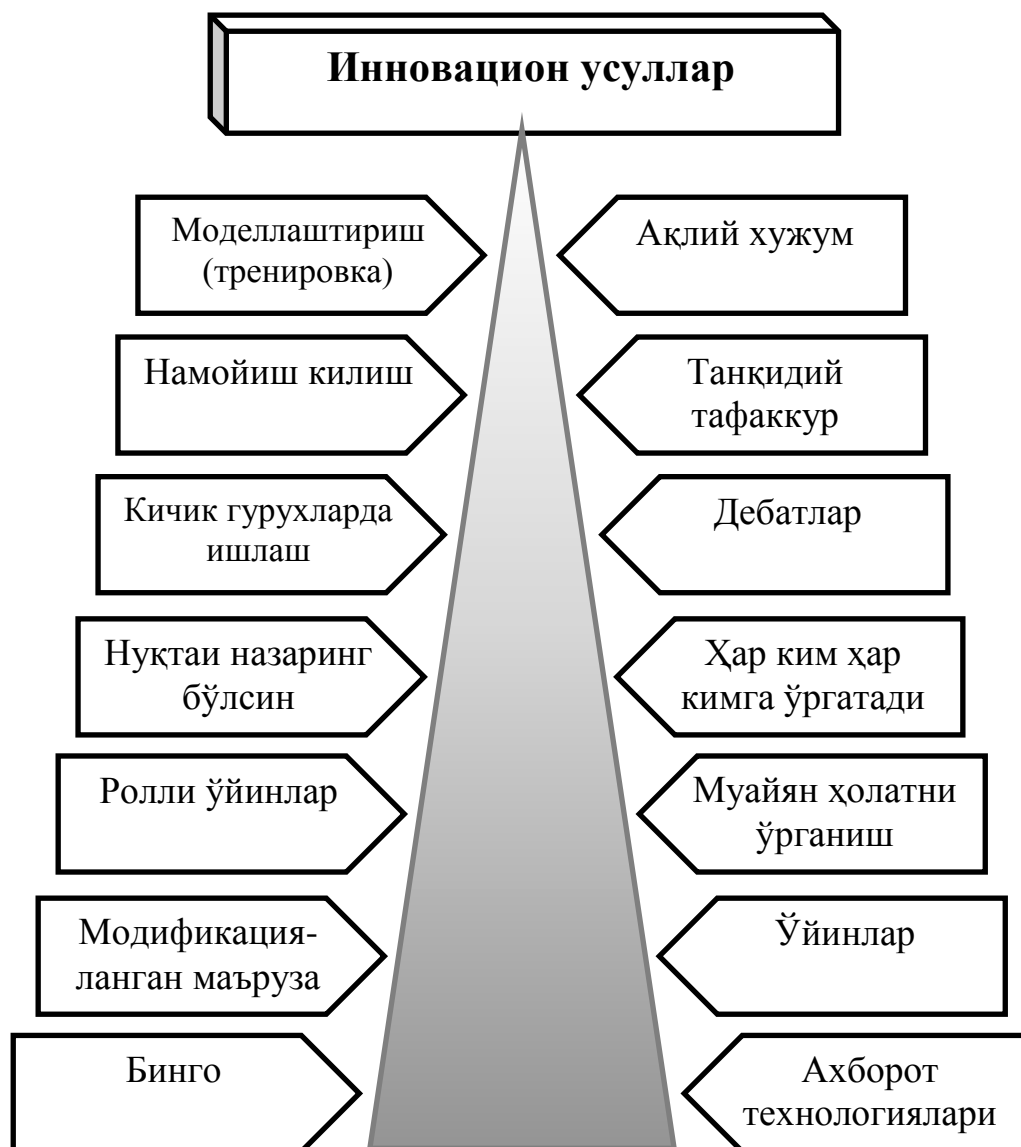 Инновацион усуллар
Моделлаштириш
(тренировка)
Ақлий хужум
Намойиш килиш
Танқидий
тафаккур
Кичик гурухларда
ишлаш
Дебатлар
Нуқтаи назаринг
бўлсин
Ҳар ким ҳар
кимга ўргатади
Ролли ўйинлар
Муайян ҳолатни
ўрганиш
Модификация-
ланган маъруза
Ўйинлар
Бинго
Ахборот
технологиялари